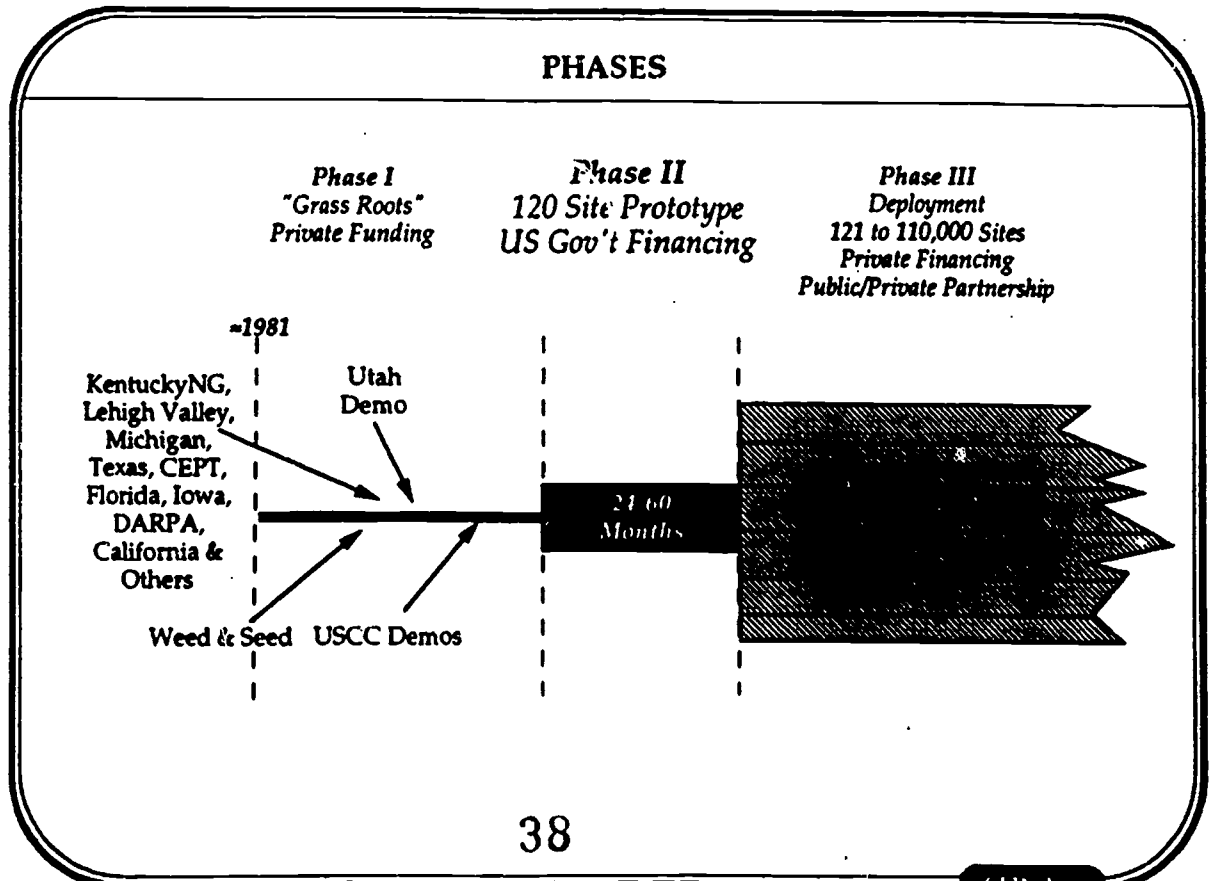 PHASES
Phase I
"Grass Roots"
Private Funding
Phase II
120 Site Prototype
US Gov't Financing
Phase III
Deployment
121 to 110,000 Sites
Private Financing
Public/Private Partnership
≈1981
KentuckyNG,
Lehigh Valley,
Michigan,
Texas, CEPT,
Florida, Iowa,
DARPA,
California &
Others
Utah
Demo
24-60
Months
Weed & Seed
USCC Demos
38